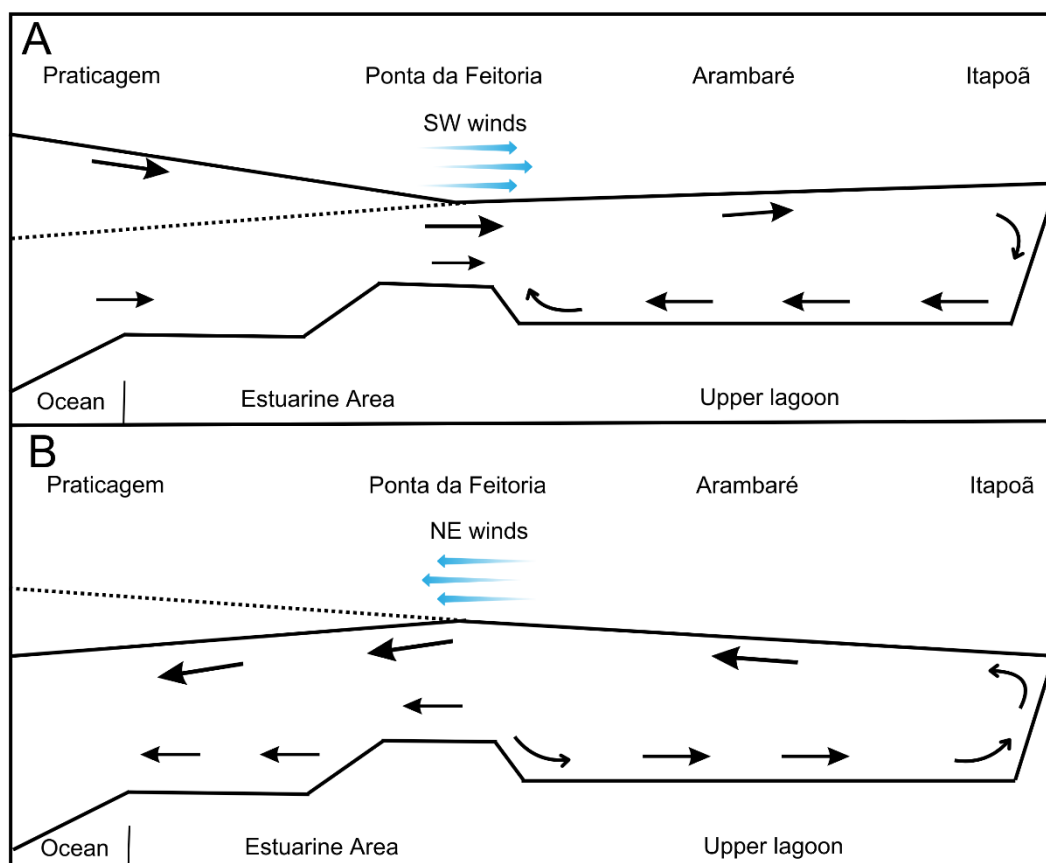 A
Praticagem
Ponta da Feitoria
Arambaré
Itapoã
SW winds
Ocean
Estuarine Area
Upper lagoon
B
Praticagem
Ponta da Feitoria
Arambaré
Itapoã
NE winds
Ocean
Estuarine Area
Upper lagoon